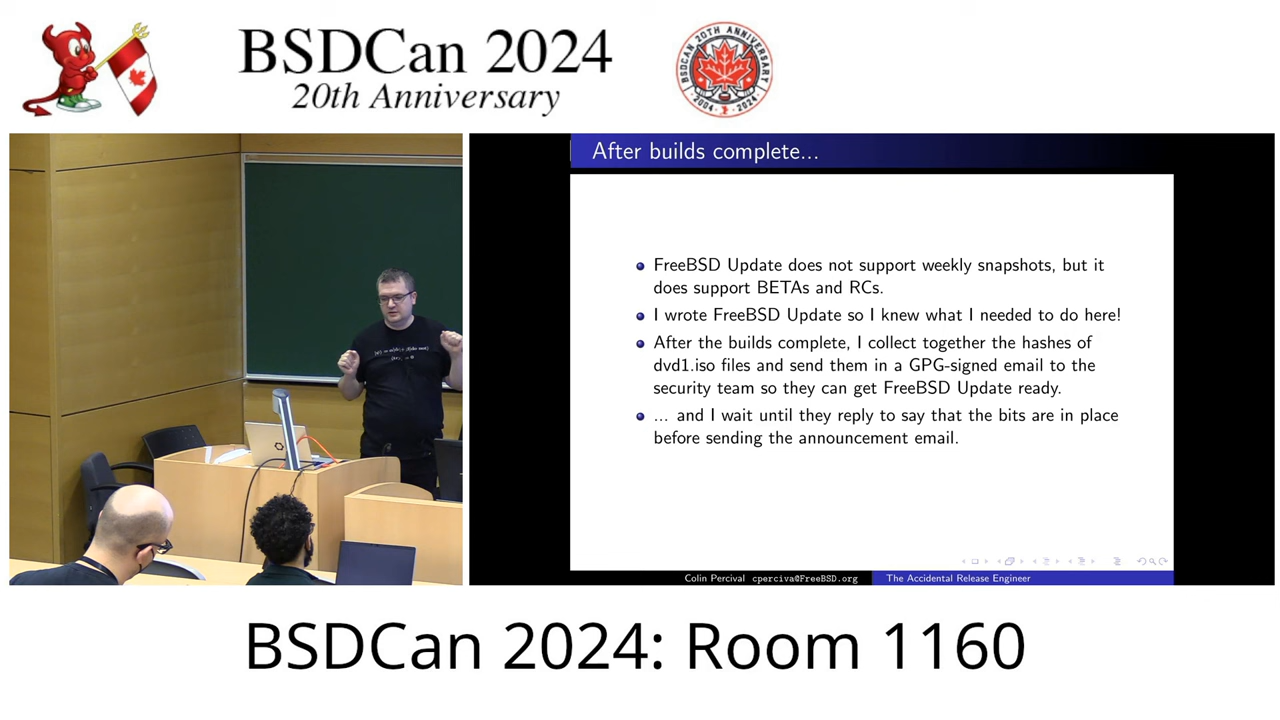 BSDCan 2024
20th Anniversary
BSDCAN 20TH ANNIVERSARY
2004 2024
After builds complete...
FreeBSD Update does not support weekly snapshots, but it
does support BETAs and RCs.
I wrote FreeBSD Update so I knew what I needed to do here!
After the builds complete, I collect together the hashes of
dvd1.iso files and send them in a GPG-signed email to the
security team so they can get FreeBSD Update ready.
... and I wait until they reply to say that the bits are in place
before sending the announcement email.
Colin Percival cperciva@FreeBSD.org
The Accidental Release Engineer
BSDCan 2024: Room 1160